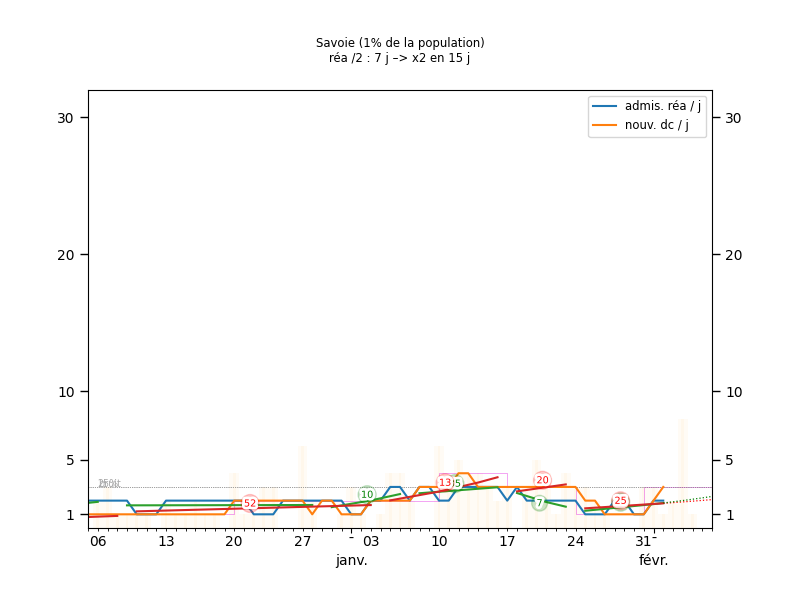 Savoie (1% de la population)
réa /2 : 7 j –> x2 en 15 j
admis. réa / j
nouv. dc / j
30 30
20 20
10 10
5 5
1 1
52 10 13 20 7 25
06 13 20 27 - 03 10 17 24 31-
janv. févr.